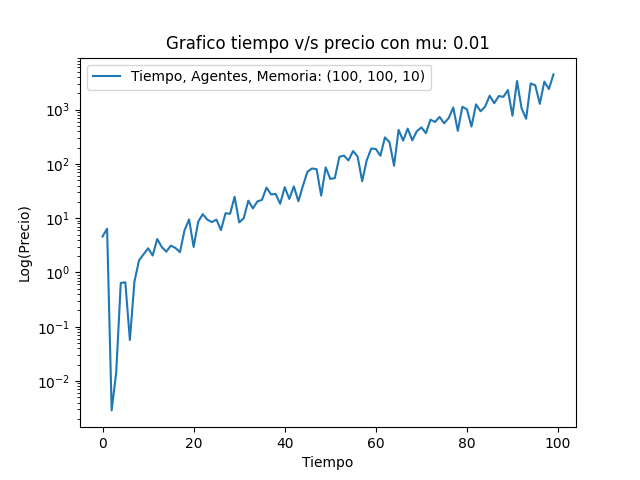 Grafico tiempo v/s precio con mu: 0.01
Tiempo, Agentes, Memoria: (100, 100, 10)
10³
10²
10¹
10⁰
10⁻¹
10⁻²
Log(Precio)
0 20 40 60 80 100
Tiempo